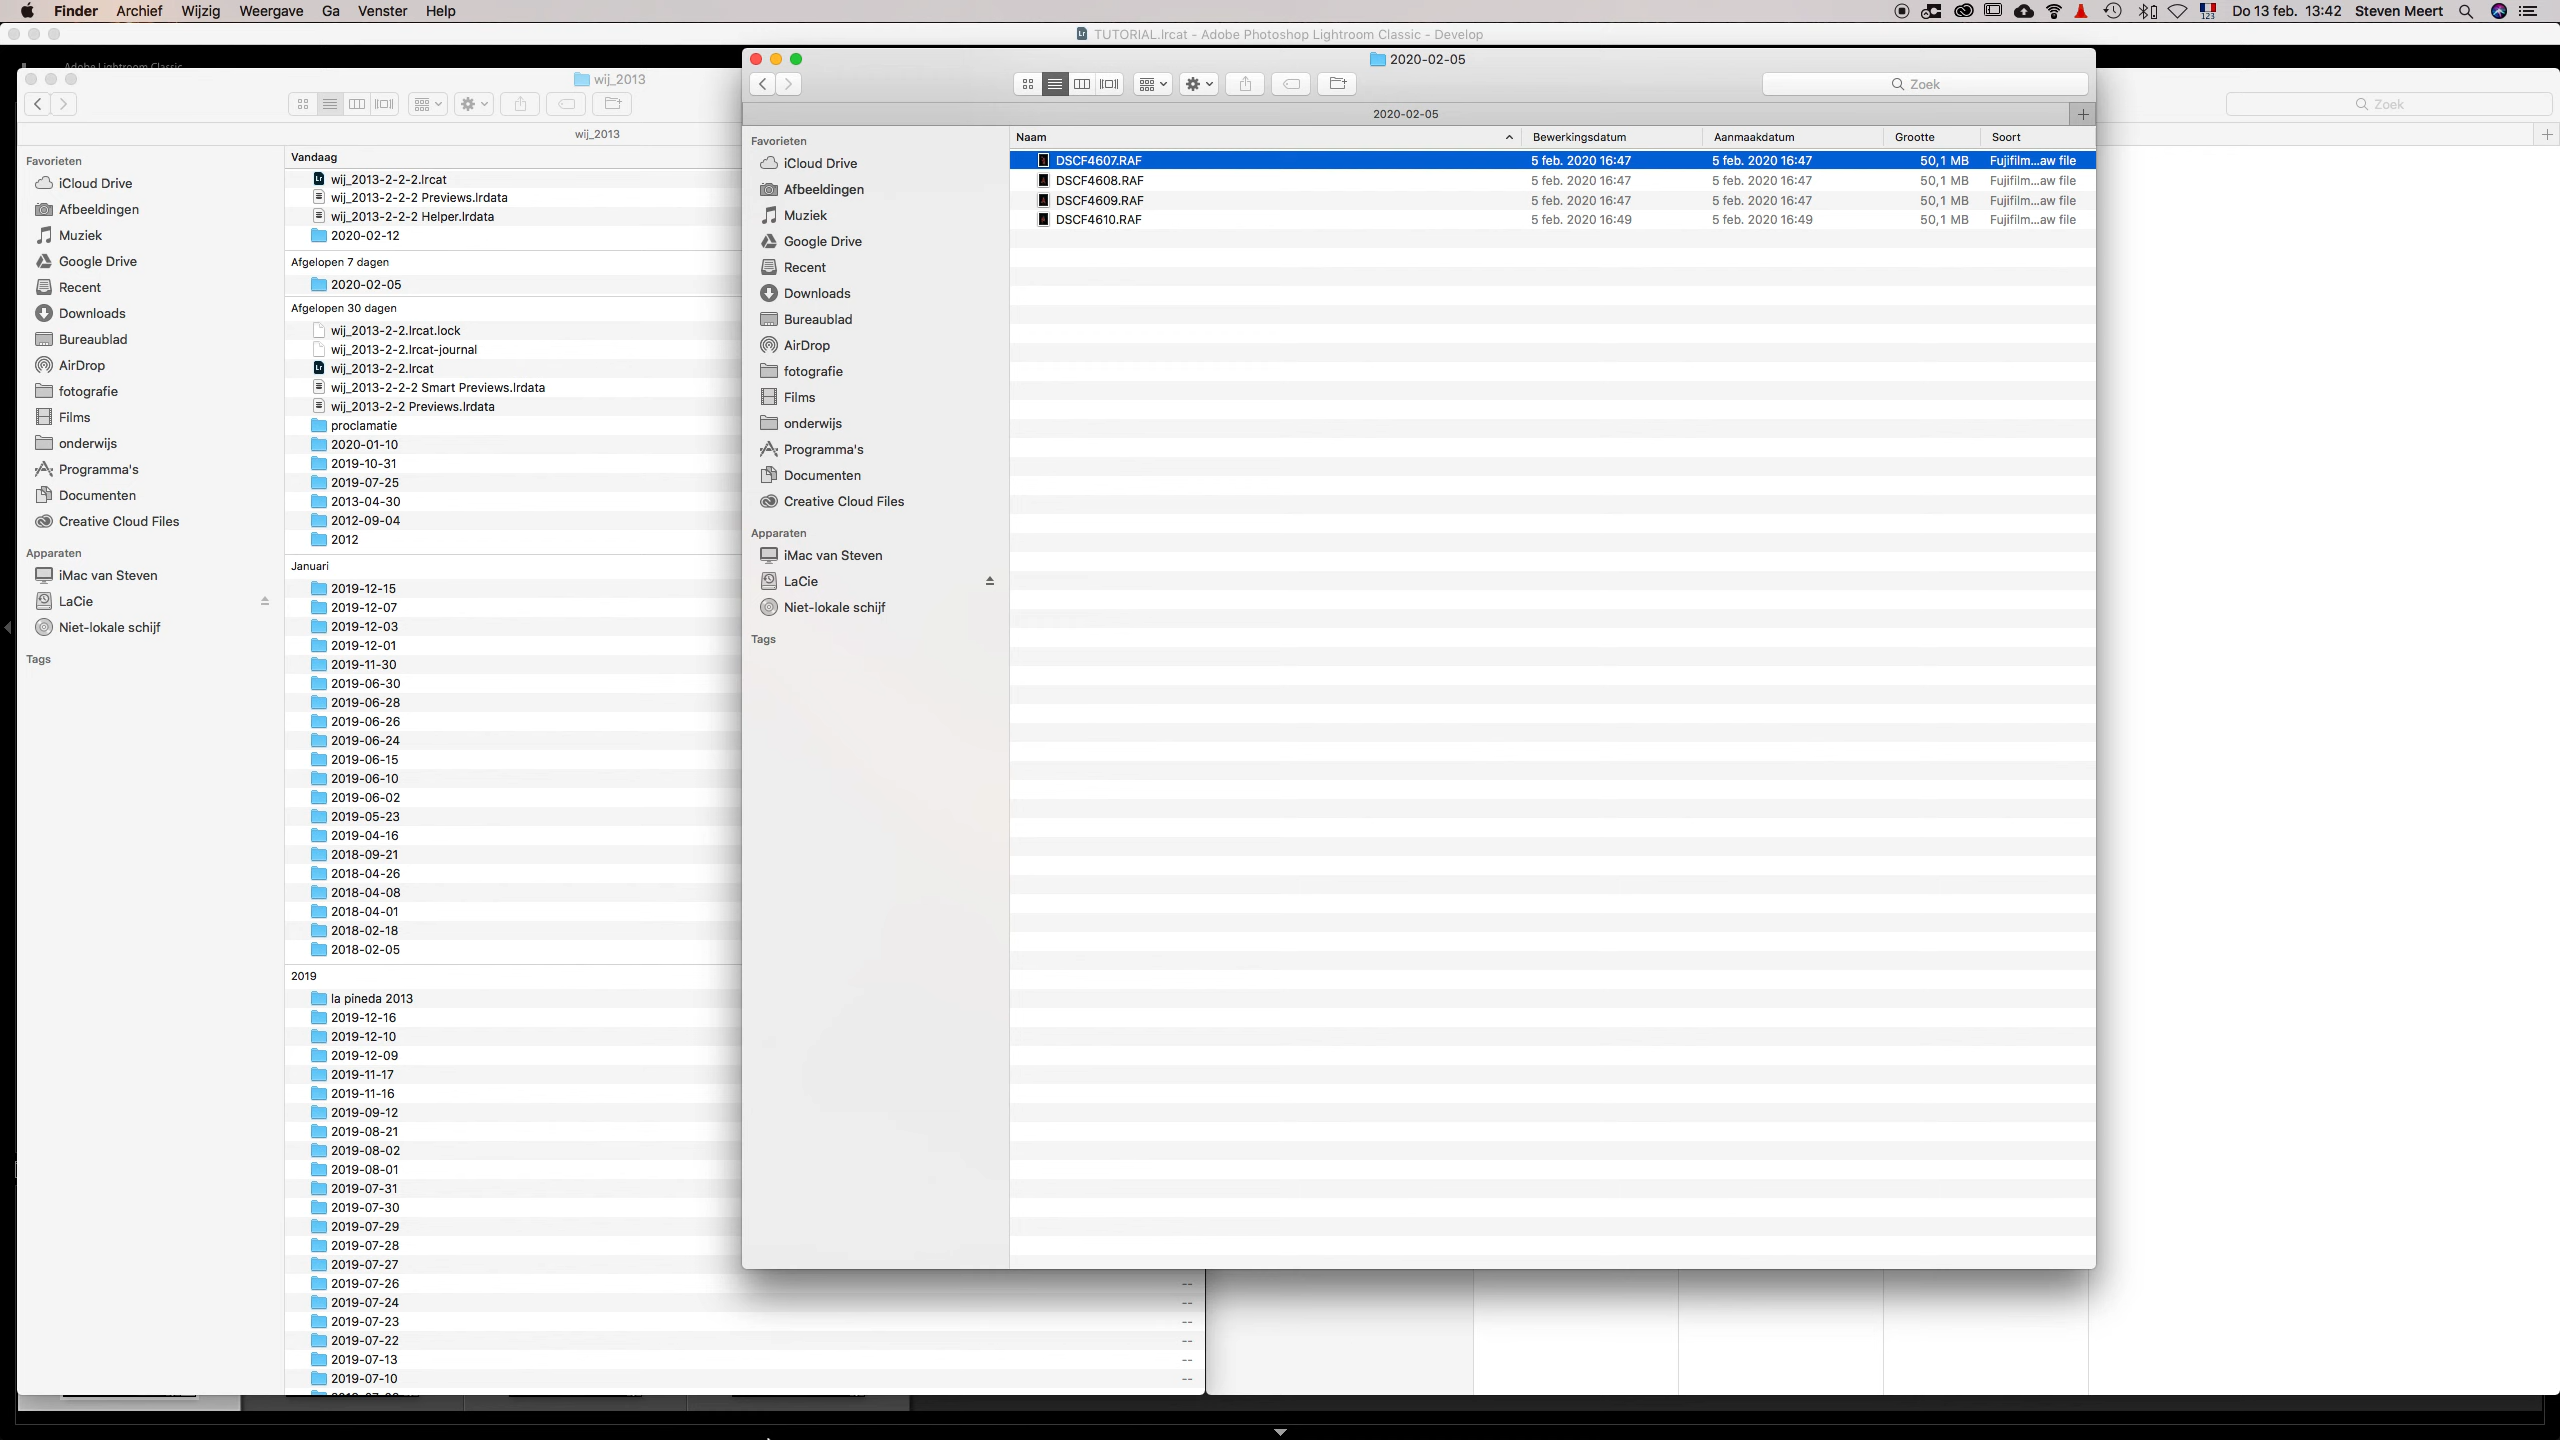 Finder Archief Wijzig Weergave Ga Venster Help Do 13 feb. 13:42 Steven Meert
TUTORIAL.lrcat - Adobe Photoshop Lightroom Classic - Develop
Adobe Lightroom Classic
wij_2013
wij_2013
Favorieten
iCloud Drive
Afbeeldingen
Muziek
Google Drive
Recent
Downloads
Bureaublad
AirDrop
fotografie
Films
onderwijs
Programma's
Documenten
Creative Cloud Files
Apparaten
iMac van Steven
LaCie
Niet-lokale schijf
Tags
Vandaag
wij_2013-2-2-2.lrcat
wij_2013-2-2-2 Previews.lrdata
wij_2013-2-2-2 Helper.lrdata
2020-02-12
Afgelopen 7 dagen
2020-02-05
Afgelopen 30 dagen
wij_2013-2-2.lrcat.lock
wij_2013-2-2.lrcat-journal
wij_2013-2-2.lrcat
wij_2013-2-2-2 Smart Previews.lrdata
wij_2013-2-2 Previews.lrdata
proclamatie
2020-01-10
2019-10-31
2019-07-25
2013-04-30
2012-09-04
2012
Januari
2019-12-15
2019-12-07
2019-12-03
2019-12-01
2019-11-30
2019-06-30
2019-06-28
2019-06-26
2019-06-24
2019-06-15
2019-06-10
2019-06-02
2019-05-23
2019-04-16
2018-09-21
2018-04-26
2018-04-08
2018-04-01
2018-02-18
2018-02-05
2019
la pineda 2013
2019-12-16
2019-12-10
2019-12-09
2019-11-17
2019-11-16
2019-09-12
2019-08-21
2019-08-02
2019-08-01
2019-07-31
2019-07-30
2019-07-29
2019-07-28
2019-07-27
2019-07-26 --
2019-07-24 --
2019-07-23 --
2019-07-22 --
2019-07-13 --
2019-07-10 --
2020-02-05
Zoek
2020-02-05
Favorieten
iCloud Drive
Afbeeldingen
Muziek
Google Drive
Recent
Downloads
Bureaublad
AirDrop
fotografie
Films
onderwijs
Programma's
Documenten
Creative Cloud Files
Apparaten
iMac van Steven
LaCie
Niet-lokale schijf
Tags
Naam Bewerkingsdatum Aanmaakdatum Grootte Soort
DSCF4607.RAF 5 feb. 2020 16:47 5 feb. 2020 16:47 50,1 MB Fujifilm...aw file
DSCF4608.RAF 5 feb. 2020 16:47 5 feb. 2020 16:47 50,1 MB Fujifilm...aw file
DSCF4609.RAF 5 feb. 2020 16:47 5 feb. 2020 16:47 50,1 MB Fujifilm...aw file
DSCF4610.RAF 5 feb. 2020 16:49 5 feb. 2020 16:49 50,1 MB Fujifilm...aw file
Zoek